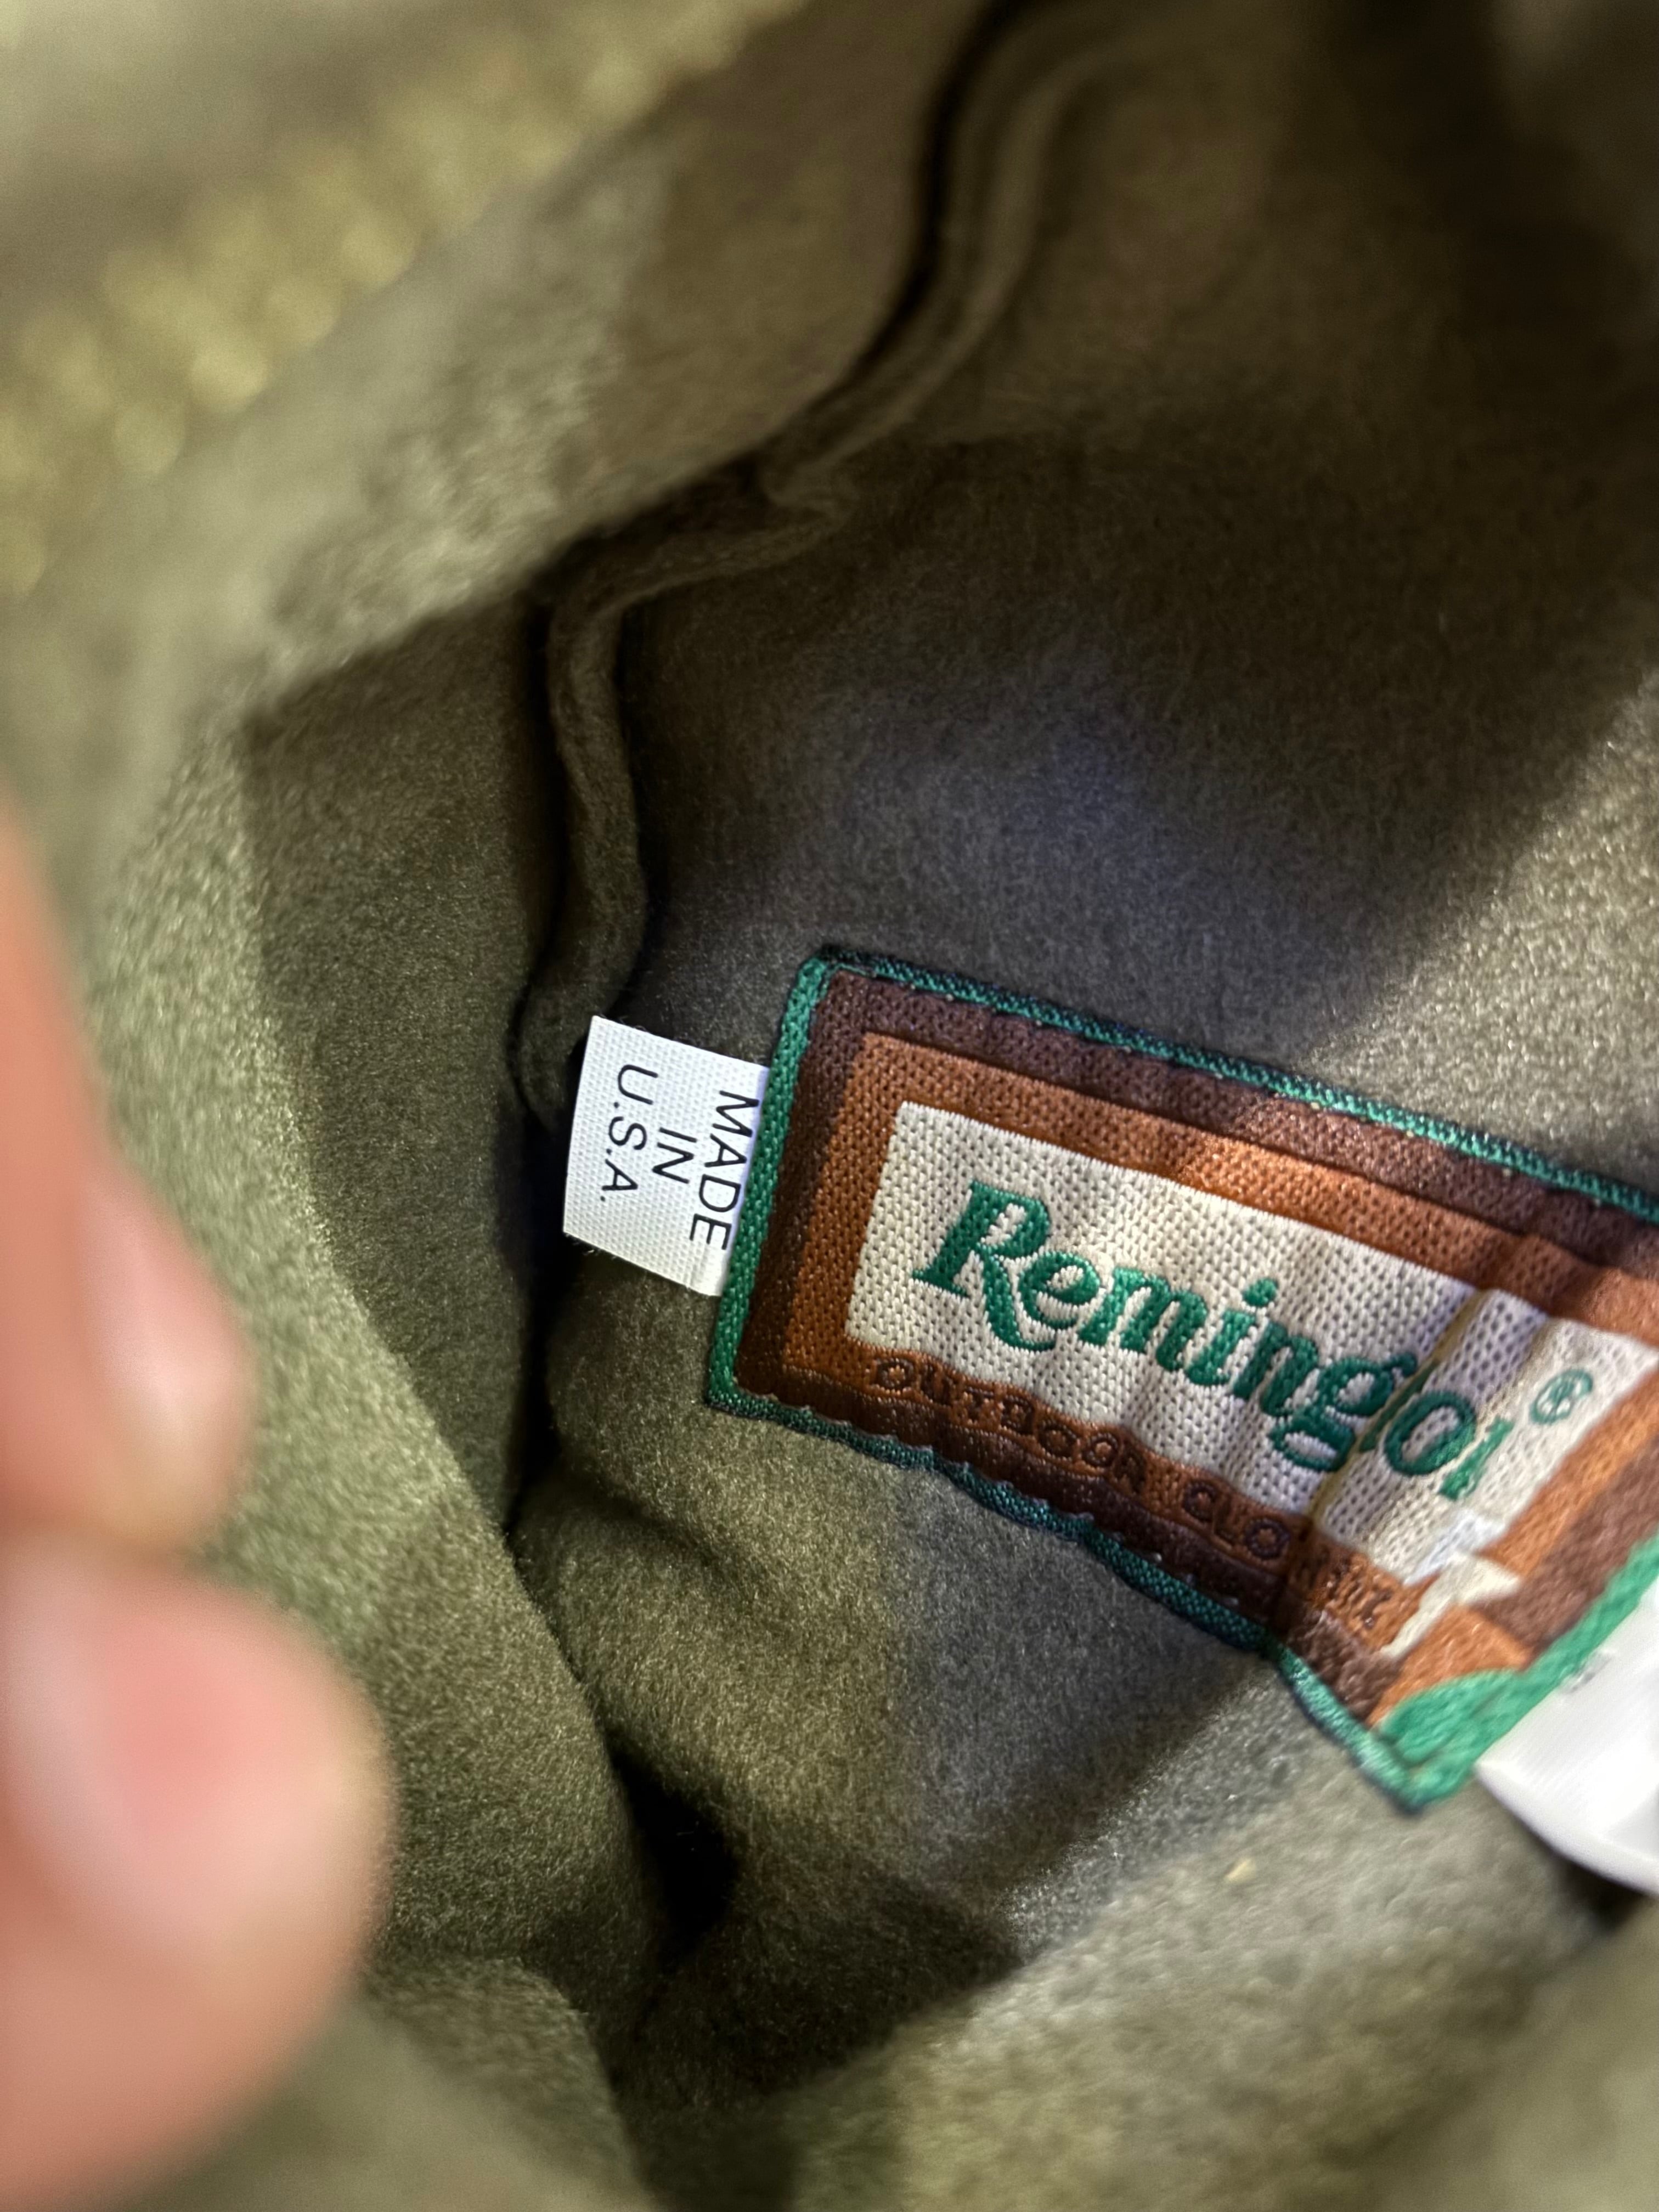 MADE
IN
U.S.A.
Remington®
OUTDOOR CLOTHING